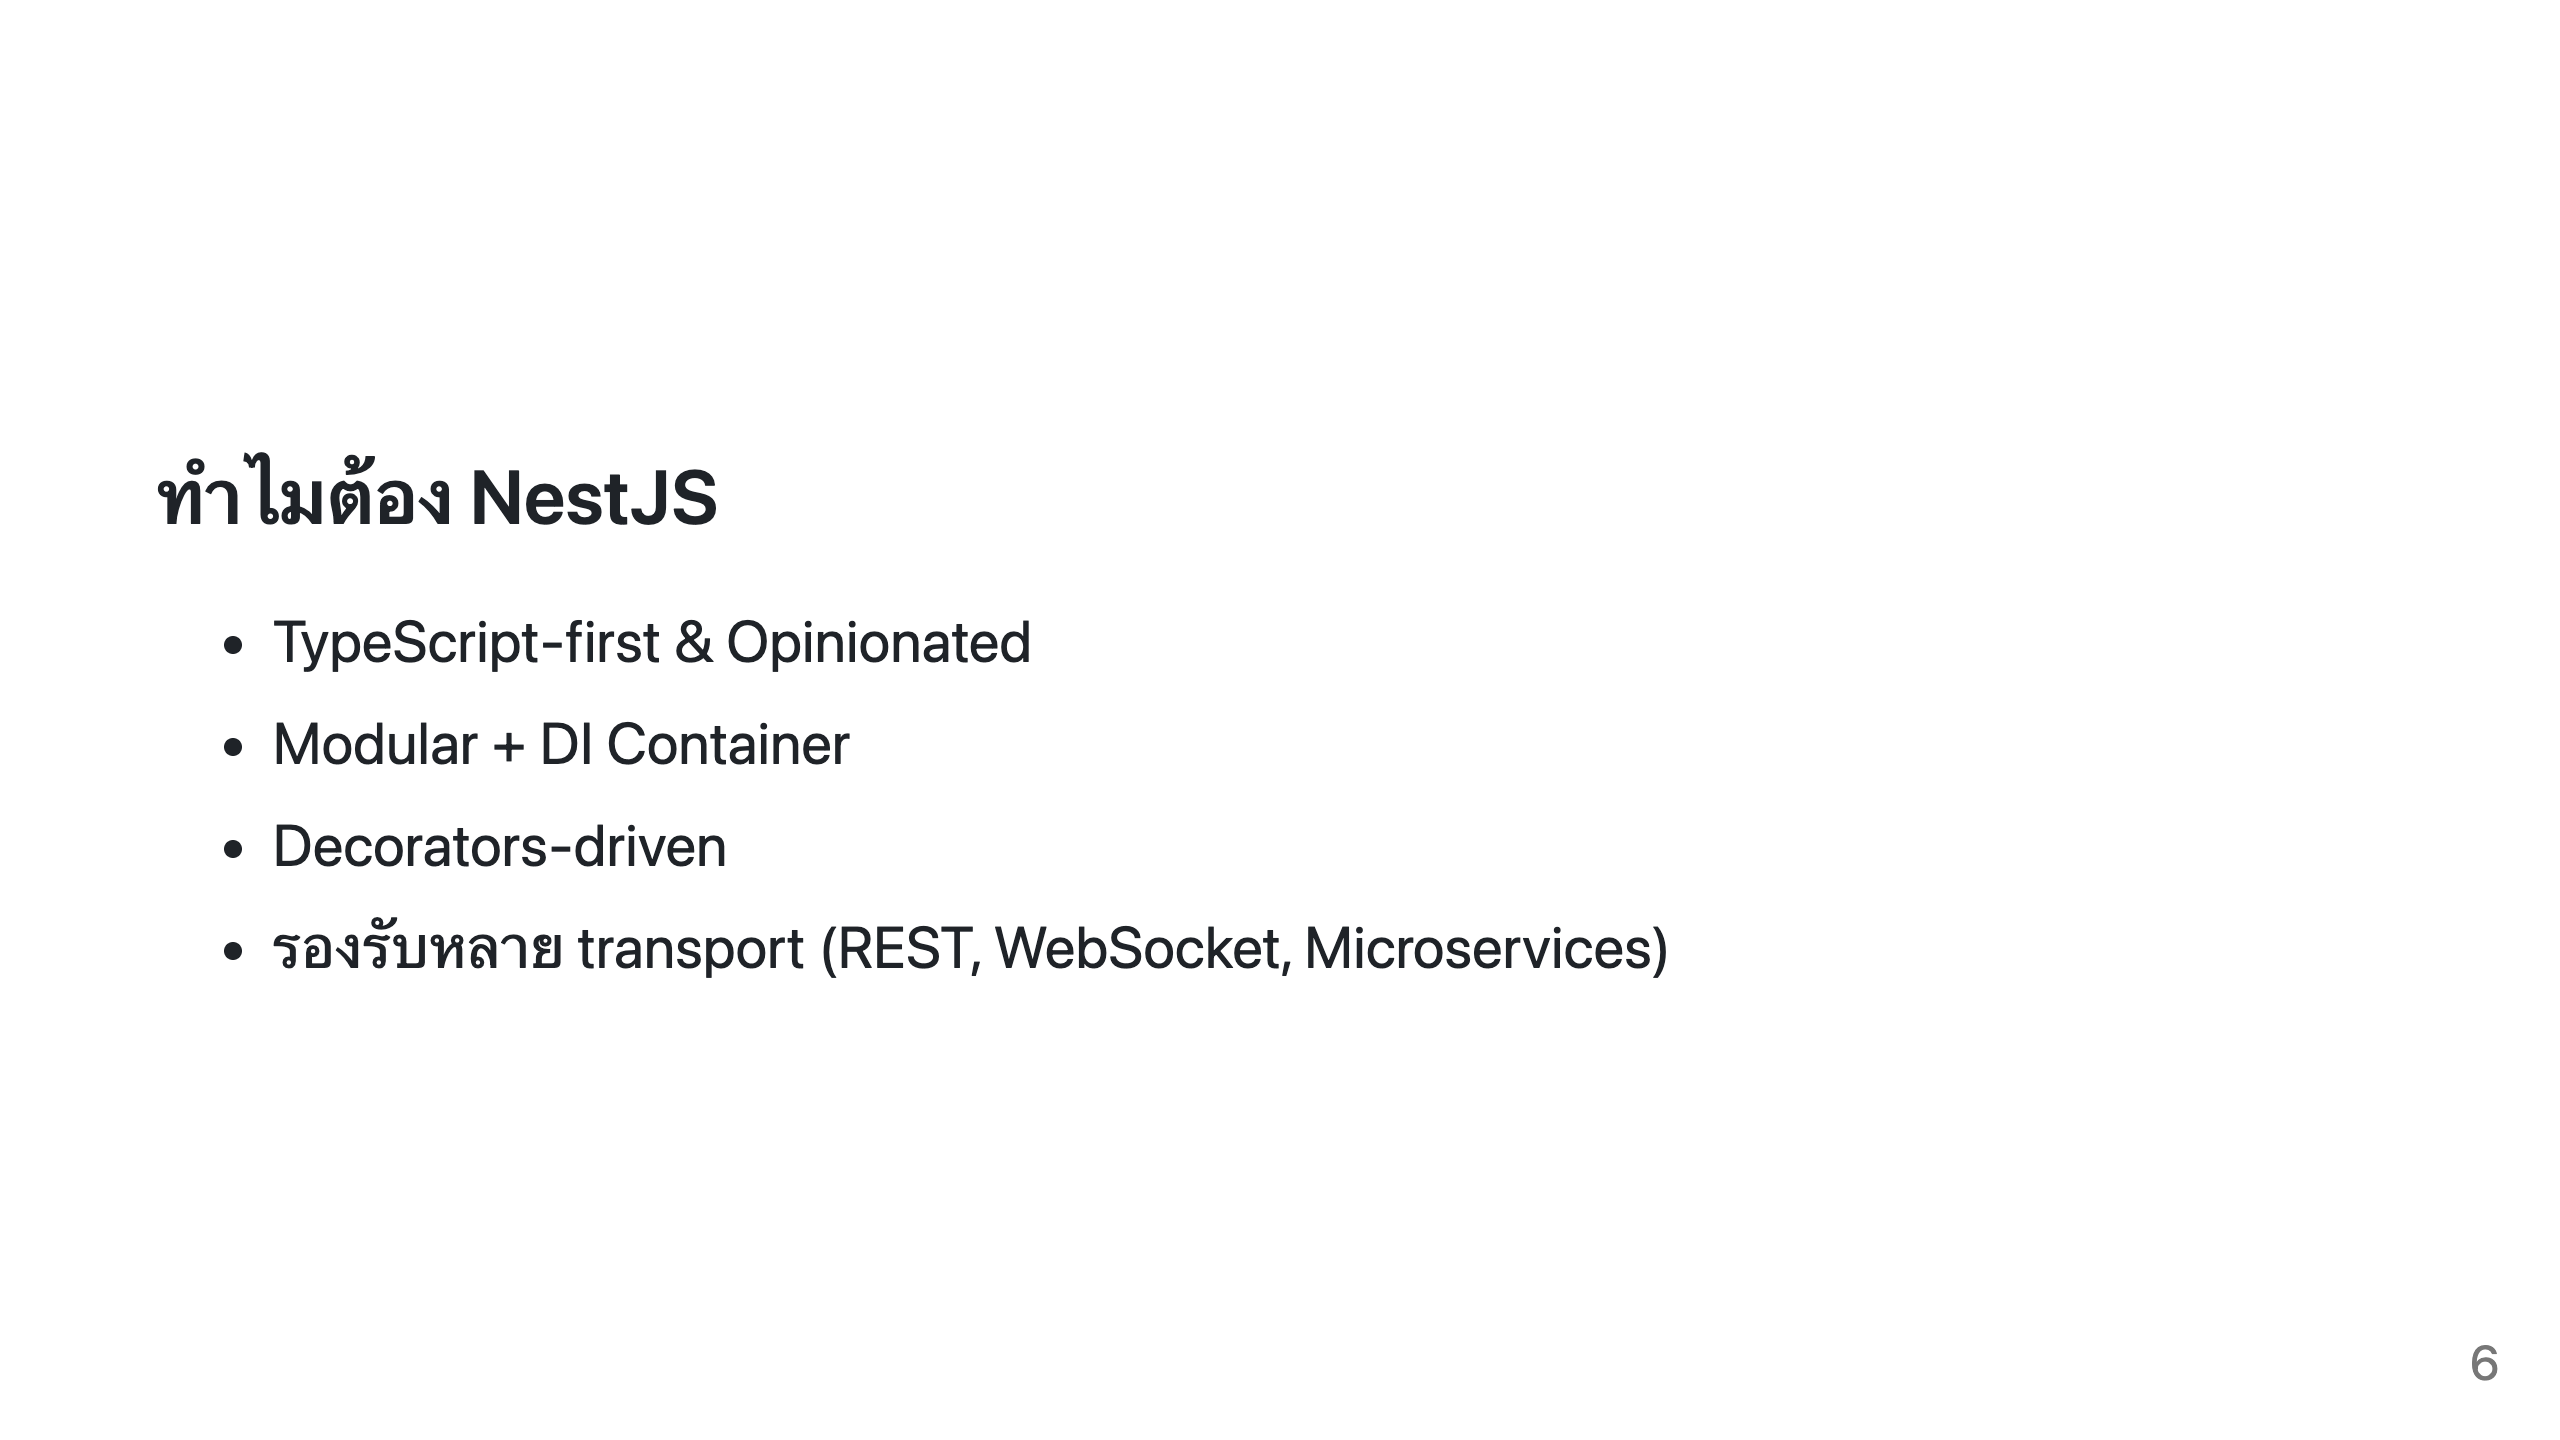 ทำไมต้อง NestJS
• TypeScript-first & Opinionated
• Modular + DI Container
• Decorators-driven
• รองรับหลาย transport (REST, WebSocket, Microservices)
6